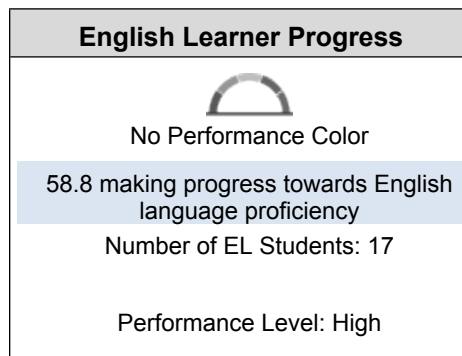 English Learner Progress
No Performance Color
58.8 making progress towards English
language proficiency
Number of EL Students: 17
Performance Level: High